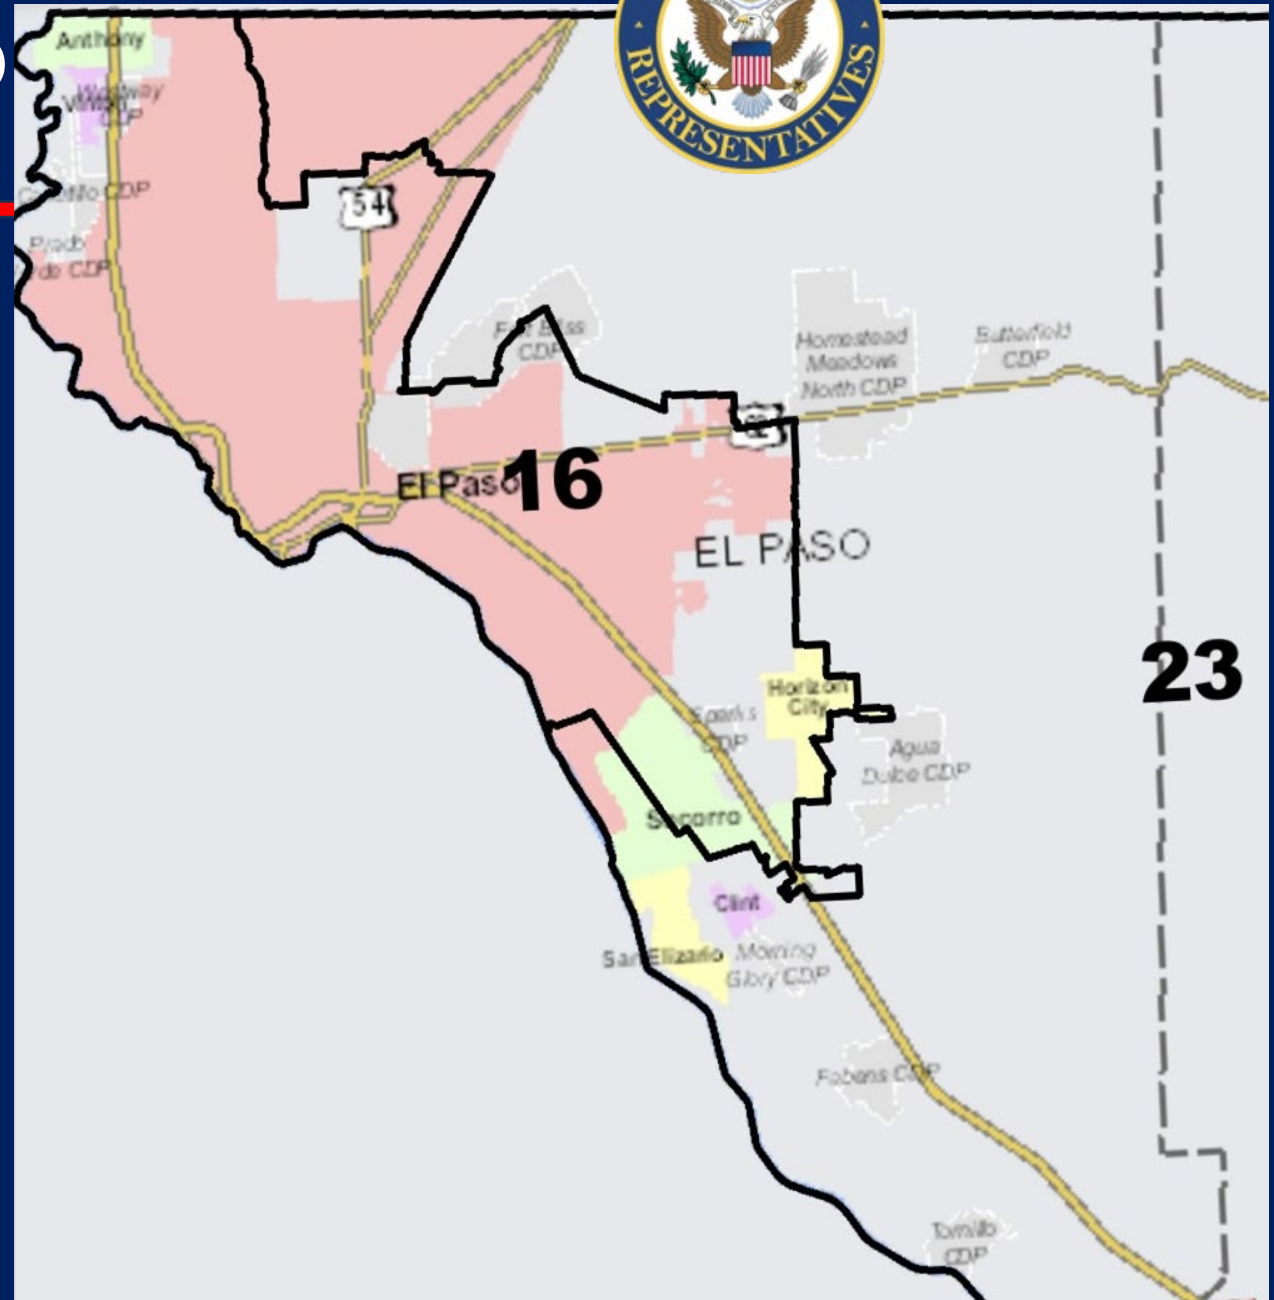 REPRESENTATIVES
Anthony
Westway
CDP
Vinton
Canutillo CDP
Prado
Verde CDP
54
Fort Bliss
CDP
Homestead
Meadows
North CDP
Butterfield
CDP
62
El Paso
16
EL PASO
23
Horizon
City
Sparks
CDP
Agua
Dulce CDP
Socorro
Clint
San Elizario
Morning
Glory CDP
Fabens CDP
Tornillo
CDP